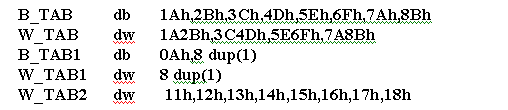 B_TAB db 1Ah,2Bh,3Ch,4Dh,5Eh,6Fh,7Ah,8Bh
W_TAB dw 1A2Bh,3C4Dh,5E6Fh,7A8Bh
B_TAB1 db 0Ah,8 dup(1)
W_TAB1 dw 8 dup(1)
W_TAB2 dw 11h,12h,13h,14h,15h,16h,17h,18h